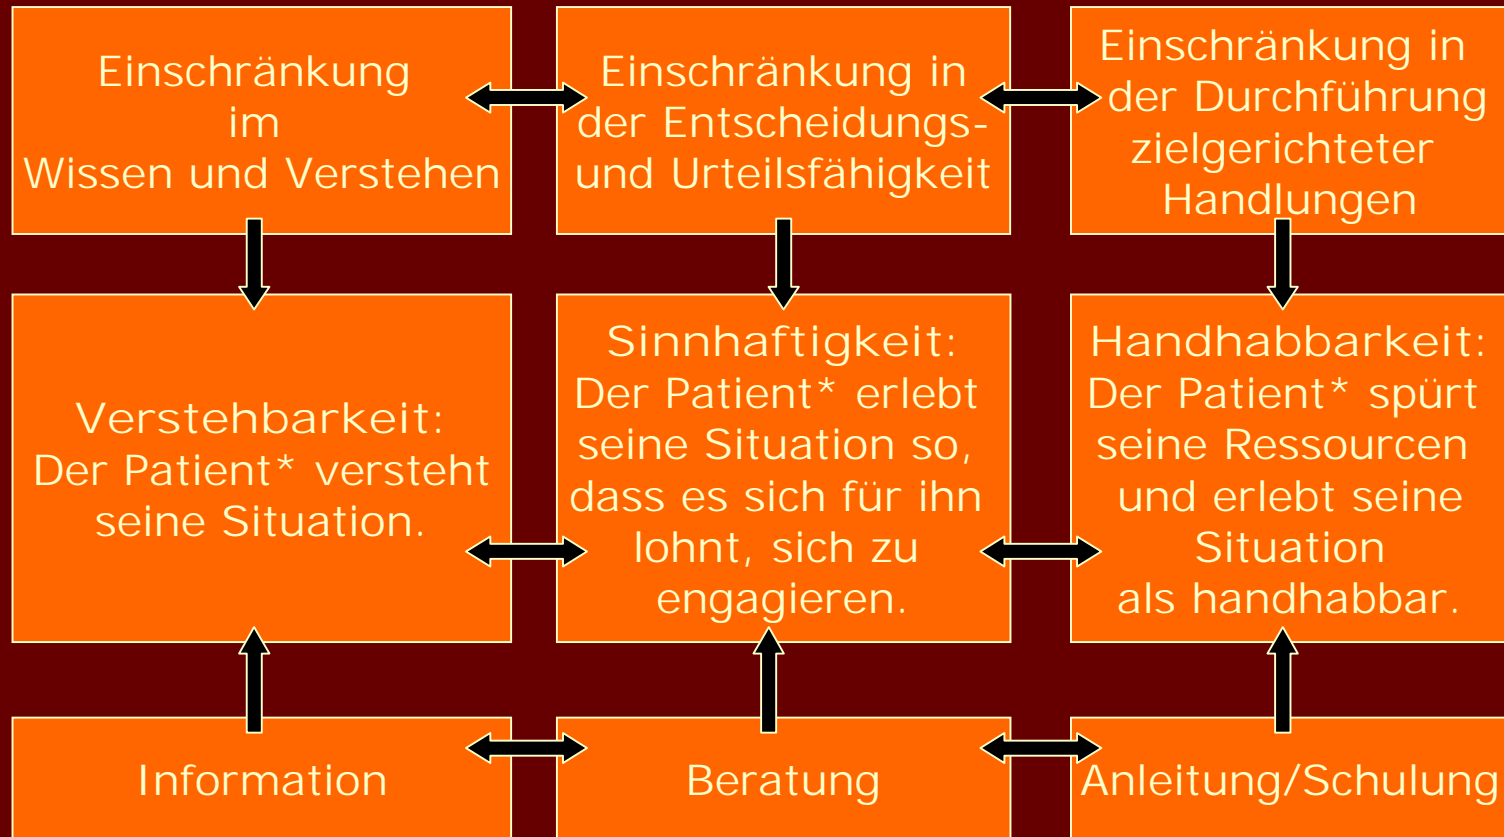 Einschränkung
im
Wissen und Verstehen
Einschränkung in
der Entscheidungs-
und Urteilsfähigkeit
Einschränkung in
der Durchführung
zielgerichteter
Handlungen
Verstehbarkeit:
Der Patient* versteht
seine Situation.
Sinnhaftigkeit:
Der Patient* erlebt
seine Situation so,
dass es sich für ihn
lohnt, sich zu
engagieren.
Handhabbarkeit:
Der Patient* spürt
seine Ressourcen
und erlebt seine
Situation
als handhabbar.
Information
Beratung
Anleitung/Schulung